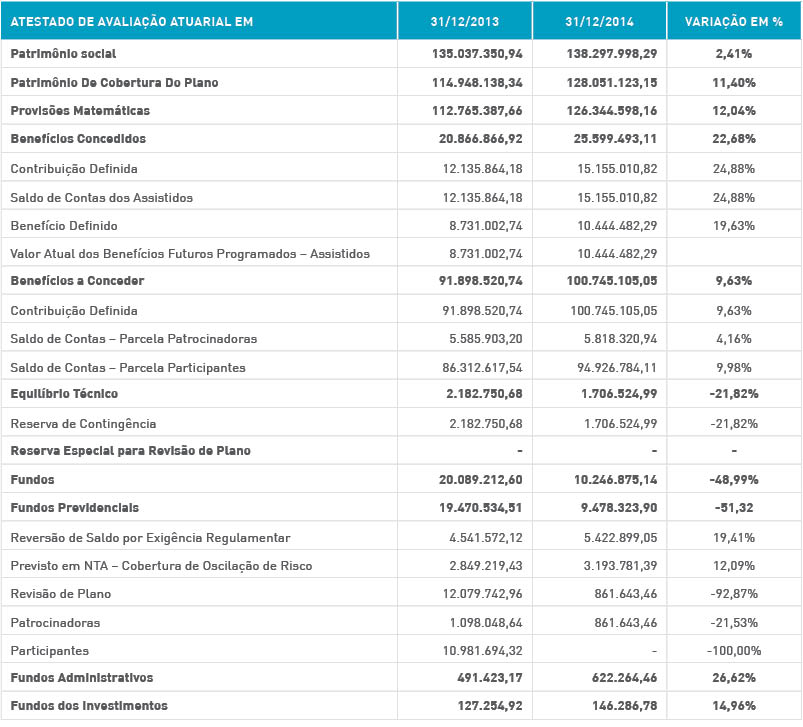 ATESTADO DE AVALIAÇÃO ATUARIAL EM 31/12/2013 31/12/2014 VARIAÇÃO EM %
Patrimônio social 135.037.350,94 138.297.998,29 2,41%
Patrimônio De Cobertura Do Plano 114.948.138,34 128.051.123,15 11,40%
Provisões Matemáticas 112.765.387,66 126.344.598,16 12,04%
Benefícios Concedidos 20.866.866,92 25.599.493,11 22,68%
Contribuição Definida 12.135.864,18 15.155.010,82 24,88%
Saldo de Contas dos Assistidos 12.135.864,18 15.155.010,82 24,88%
Benefício Definido 8.731.002,74 10.444.482,29 19,63%
Valor Atual dos Benefícios Futuros Programados – Assistidos 8.731.002,74 10.444.482,29
Benefícios a Conceder 91.898.520,74 100.745.105,05 9,63%
Contribuição Definida 91.898.520,74 100.745.105,05 9,63%
Saldo de Contas – Parcela Patrocinadoras 5.585.903,20 5.818.320,94 4,16%
Saldo de Contas – Parcela Participantes 86.312.617,54 94.926.784,11 9,98%
Equilíbrio Técnico 2.182.750,68 1.706.524,99 -21,82%
Reserva de Contingência 2.182.750,68 1.706.524,99 -21,82%
Reserva Especial para Revisão de Plano - - -
Fundos 20.089.212,60 10.246.875,14 -48,99%
Fundos Previdenciais 19.470.534,51 9.478.323,90 -51,32
Reversão de Saldo por Exigência Regulamentar 4.541.572,12 5.422.899,05 19,41%
Previsto em NTA – Cobertura de Oscilação de Risco 2.849.219,43 3.193.781,39 12,09%
Revisão de Plano 12.079.742,96 861.643,46 -92,87%
Patrocinadoras 1.098.048,64 861.643,46 -21,53%
Participantes 10.981.694,32 - -100,00%
Fundos Administrativos 491.423,17 622.264,46 26,62%
Fundos dos Investimentos 127.254,92 146.286,78 14,96%